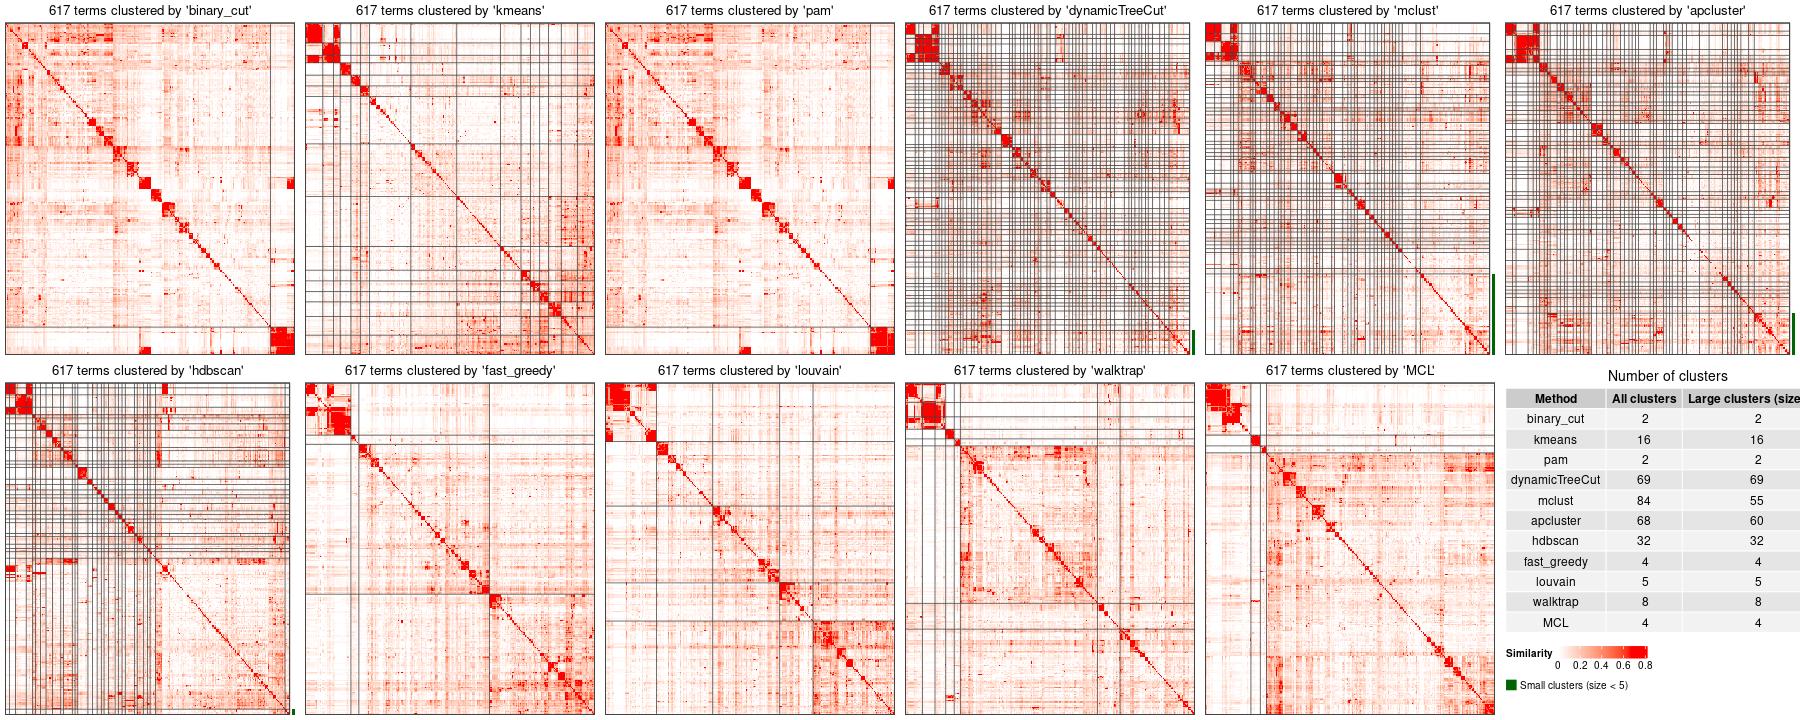 617 terms clustered by 'binary_cut'
617 terms clustered by 'kmeans'
617 terms clustered by 'pam'
617 terms clustered by 'dynamicTreeCut'
617 terms clustered by 'mclust'
617 terms clustered by 'apcluster'
617 terms clustered by 'hdbscan'
617 terms clustered by 'fast_greedy'
617 terms clustered by 'louvain'
617 terms clustered by 'walktrap'
617 terms clustered by 'MCL'
Number of clusters
Method All clusters Large clusters (size
binary_cut 2 2
kmeans 16 16
pam 2 2
dynamicTreeCut 69 69
mclust 84 55
apcluster 68 60
hdbscan 32 32
fast_greedy 4 4
louvain 5 5
walktrap 8 8
MCL 4 4
Similarity
0 0.2 0.4 0.6 0.8
Small clusters (size < 5)